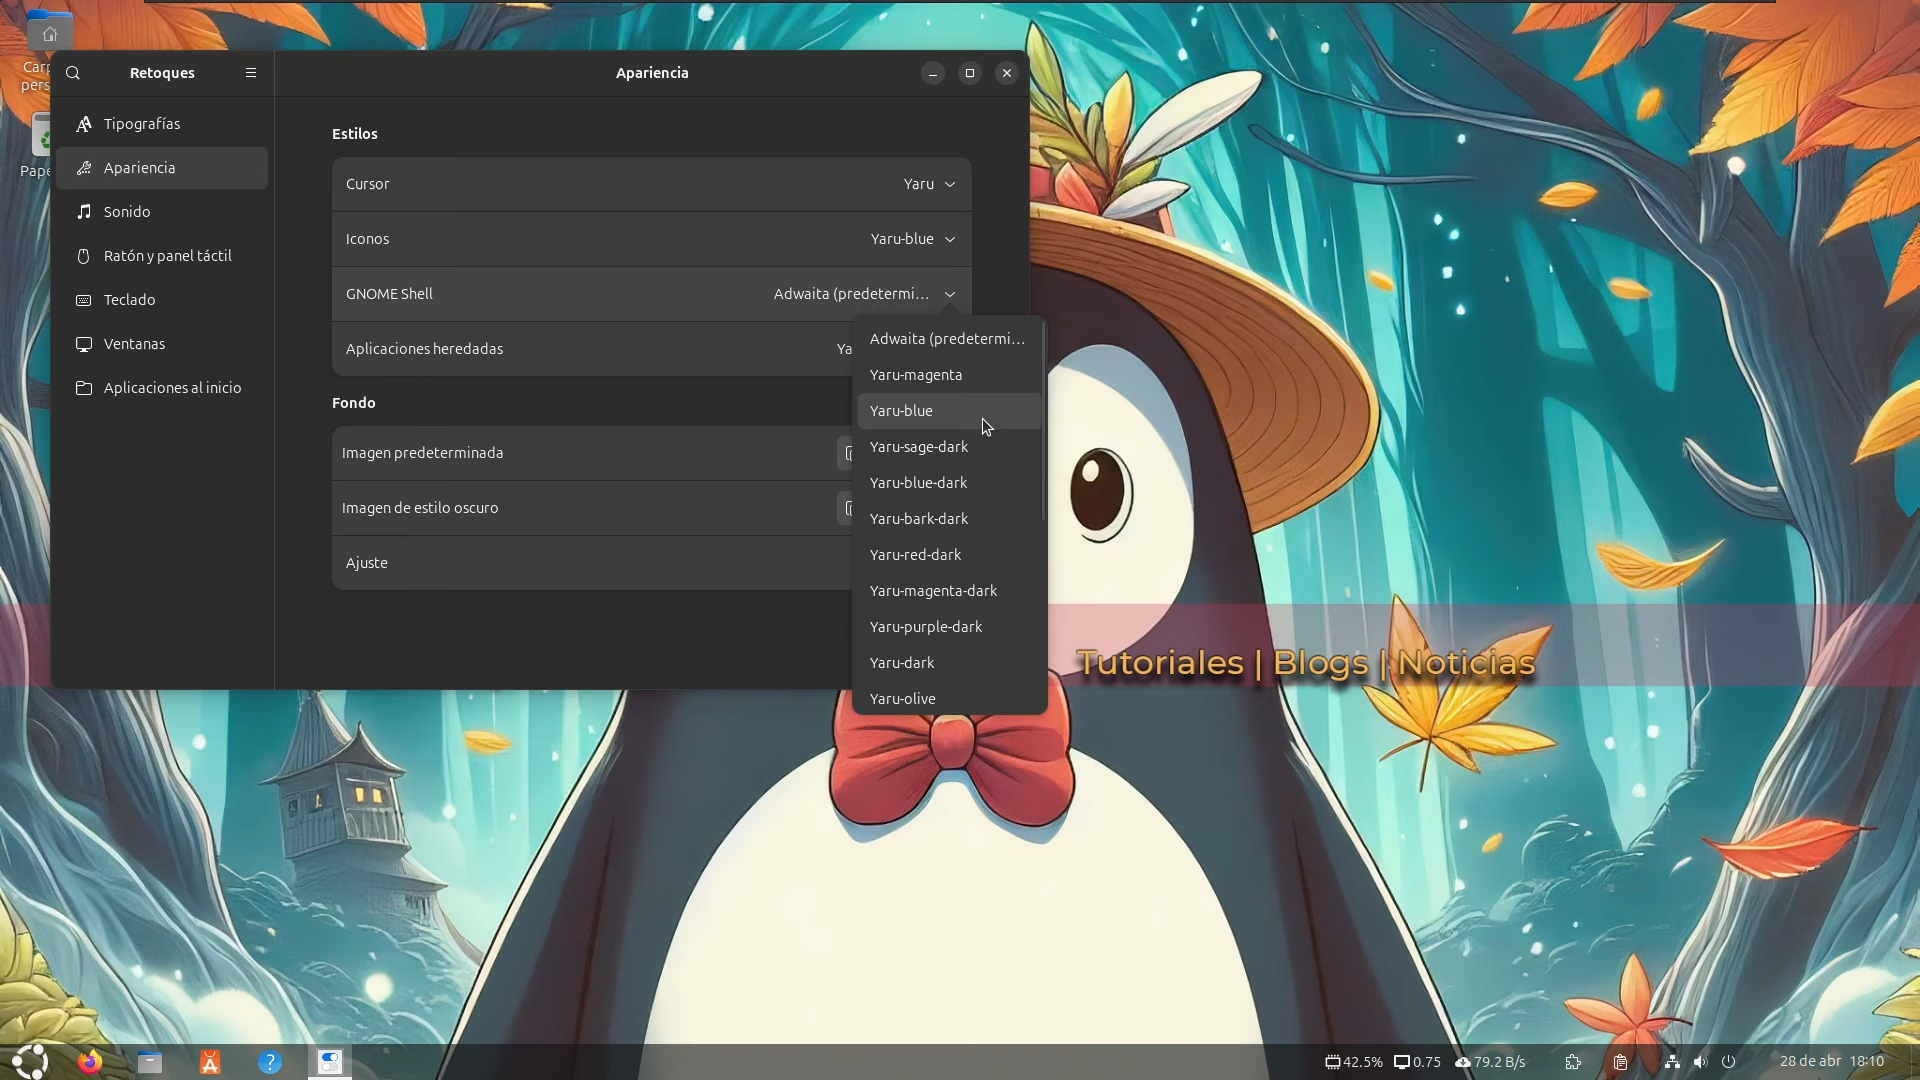 Retoques
Apariencia
Tipografías
Apariencia
Sonido
Ratón y panel táctil
Teclado
Ventanas
Aplicaciones al inicio
Estilos
Cursor
Yaru
Iconos
Yaru-blue
GNOME Shell
Adwaita (predetermi…
Aplicaciones heredadas
Ya
Fondo
Imagen predeterminada
Imagen de estilo oscuro
Ajuste
Adwaita (predetermi…
Yaru-magenta
Yaru-blue
Yaru-sage-dark
Yaru-blue-dark
Yaru-bark-dark
Yaru-red-dark
Yaru-magenta-dark
Yaru-purple-dark
Yaru-dark
Yaru-olive
Carp
pers
Pape
Tutoriales | Blogs | Noticias
42.5% 0.75 79.2 B/s
28 de abr 18:10